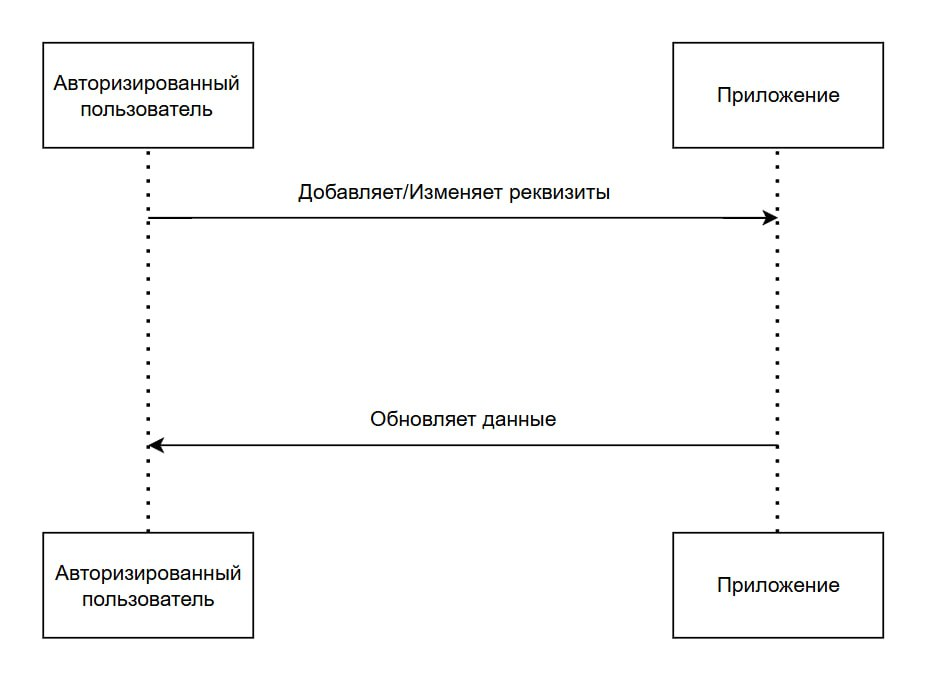 Авторизированный
пользователь
Приложение
Добавляет/Изменяет реквизиты
Обновляет данные
Авторизированный
пользователь
Приложение